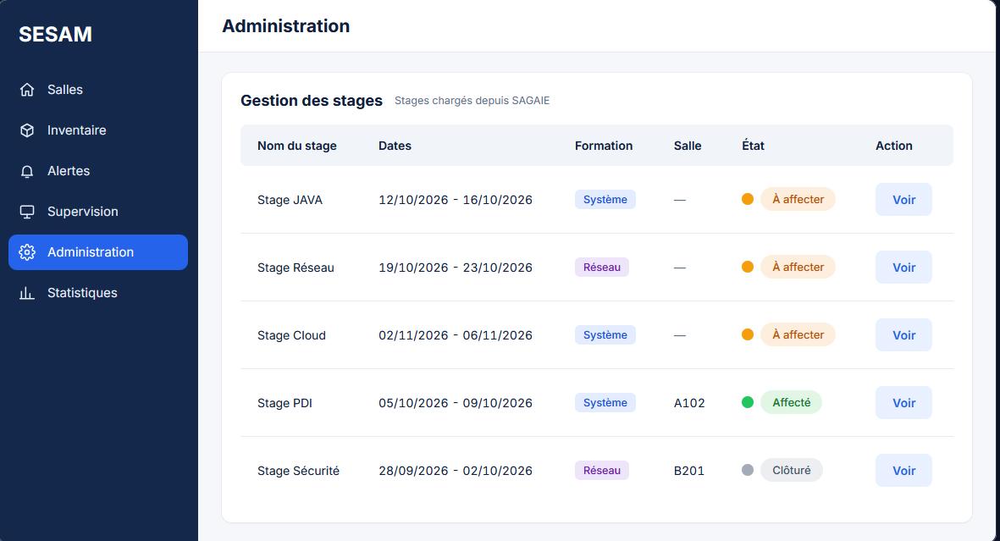 SESAM
Salles
Inventaire
Alertes
Supervision
Administration
Statistiques
Administration
Gestion des stages Stages chargés depuis SAGAIE
Nom du stage Dates Formation Salle État Action
Stage JAVA 12/10/2026 - 16/10/2026 Système — À affecter Voir
Stage Réseau 19/10/2026 - 23/10/2026 Réseau — À affecter Voir
Stage Cloud 02/11/2026 - 06/11/2026 Système — À affecter Voir
Stage PDI 05/10/2026 - 09/10/2026 Système A102 Affecté Voir
Stage Sécurité 28/09/2026 - 02/10/2026 Réseau B201 Clôturé Voir